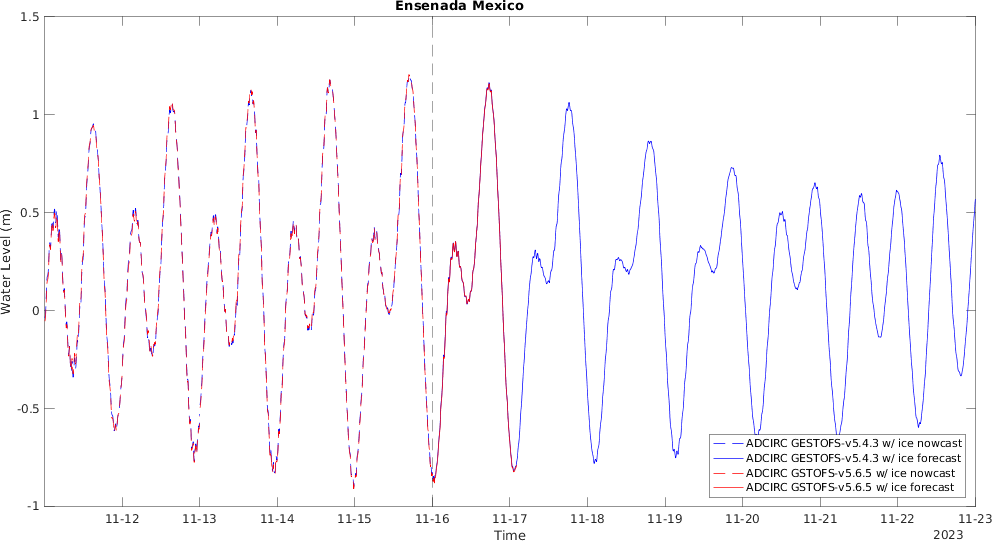 Ensenada Mexico
1.5
1
0.5
0
-0.5
-1
Water Level (m)
11-12
11-13
11-14
11-15
11-16
11-17
11-18
11-19
11-20
11-21
11-22
11-23
Time
2023
ADCIRC GESTOFS-v5.4.3 w/ ice nowcast
ADCIRC GESTOFS-v5.4.3 w/ ice forecast
ADCIRC GSTOFS-v5.6.5 w/ ice nowcast
ADCIRC GSTOFS-v5.6.5 w/ ice forecast